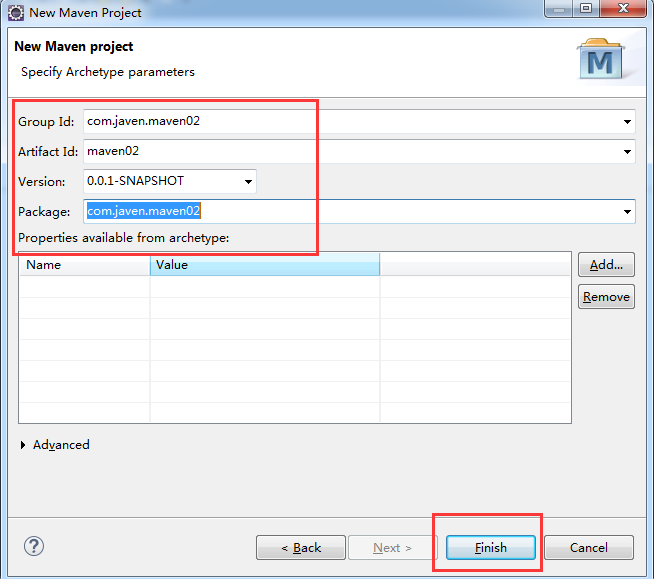 New Maven Project
New Maven project
Specify Archetype parameters
M
Group Id: com.javen.maven02
Artifact Id: maven02
Version: 0.0.1-SNAPSHOT
Package: com.javen.maven02
Properties available from archetype:
Name Value
Add...
Remove
Advanced
? < Back Next > Finish Cancel